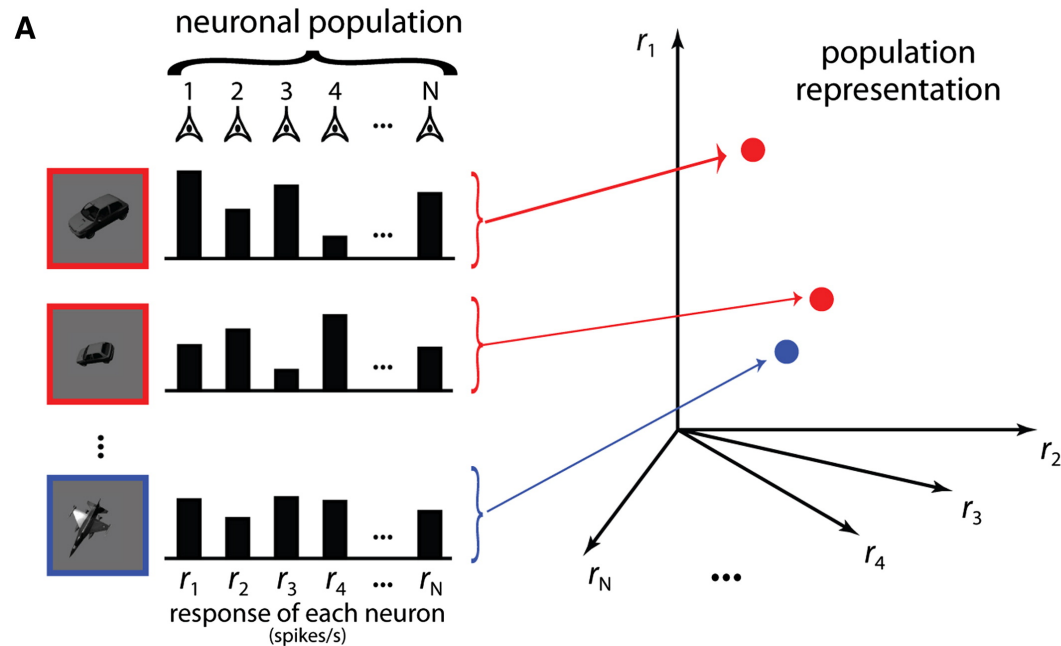 A
neuronal population
1 2 3 4 ... N
...
...
...
r1 r2 r3 r4 ... rN
response of each neuron
(spikes/s)
population
representation
r1
r2
r3
r4
rN
...